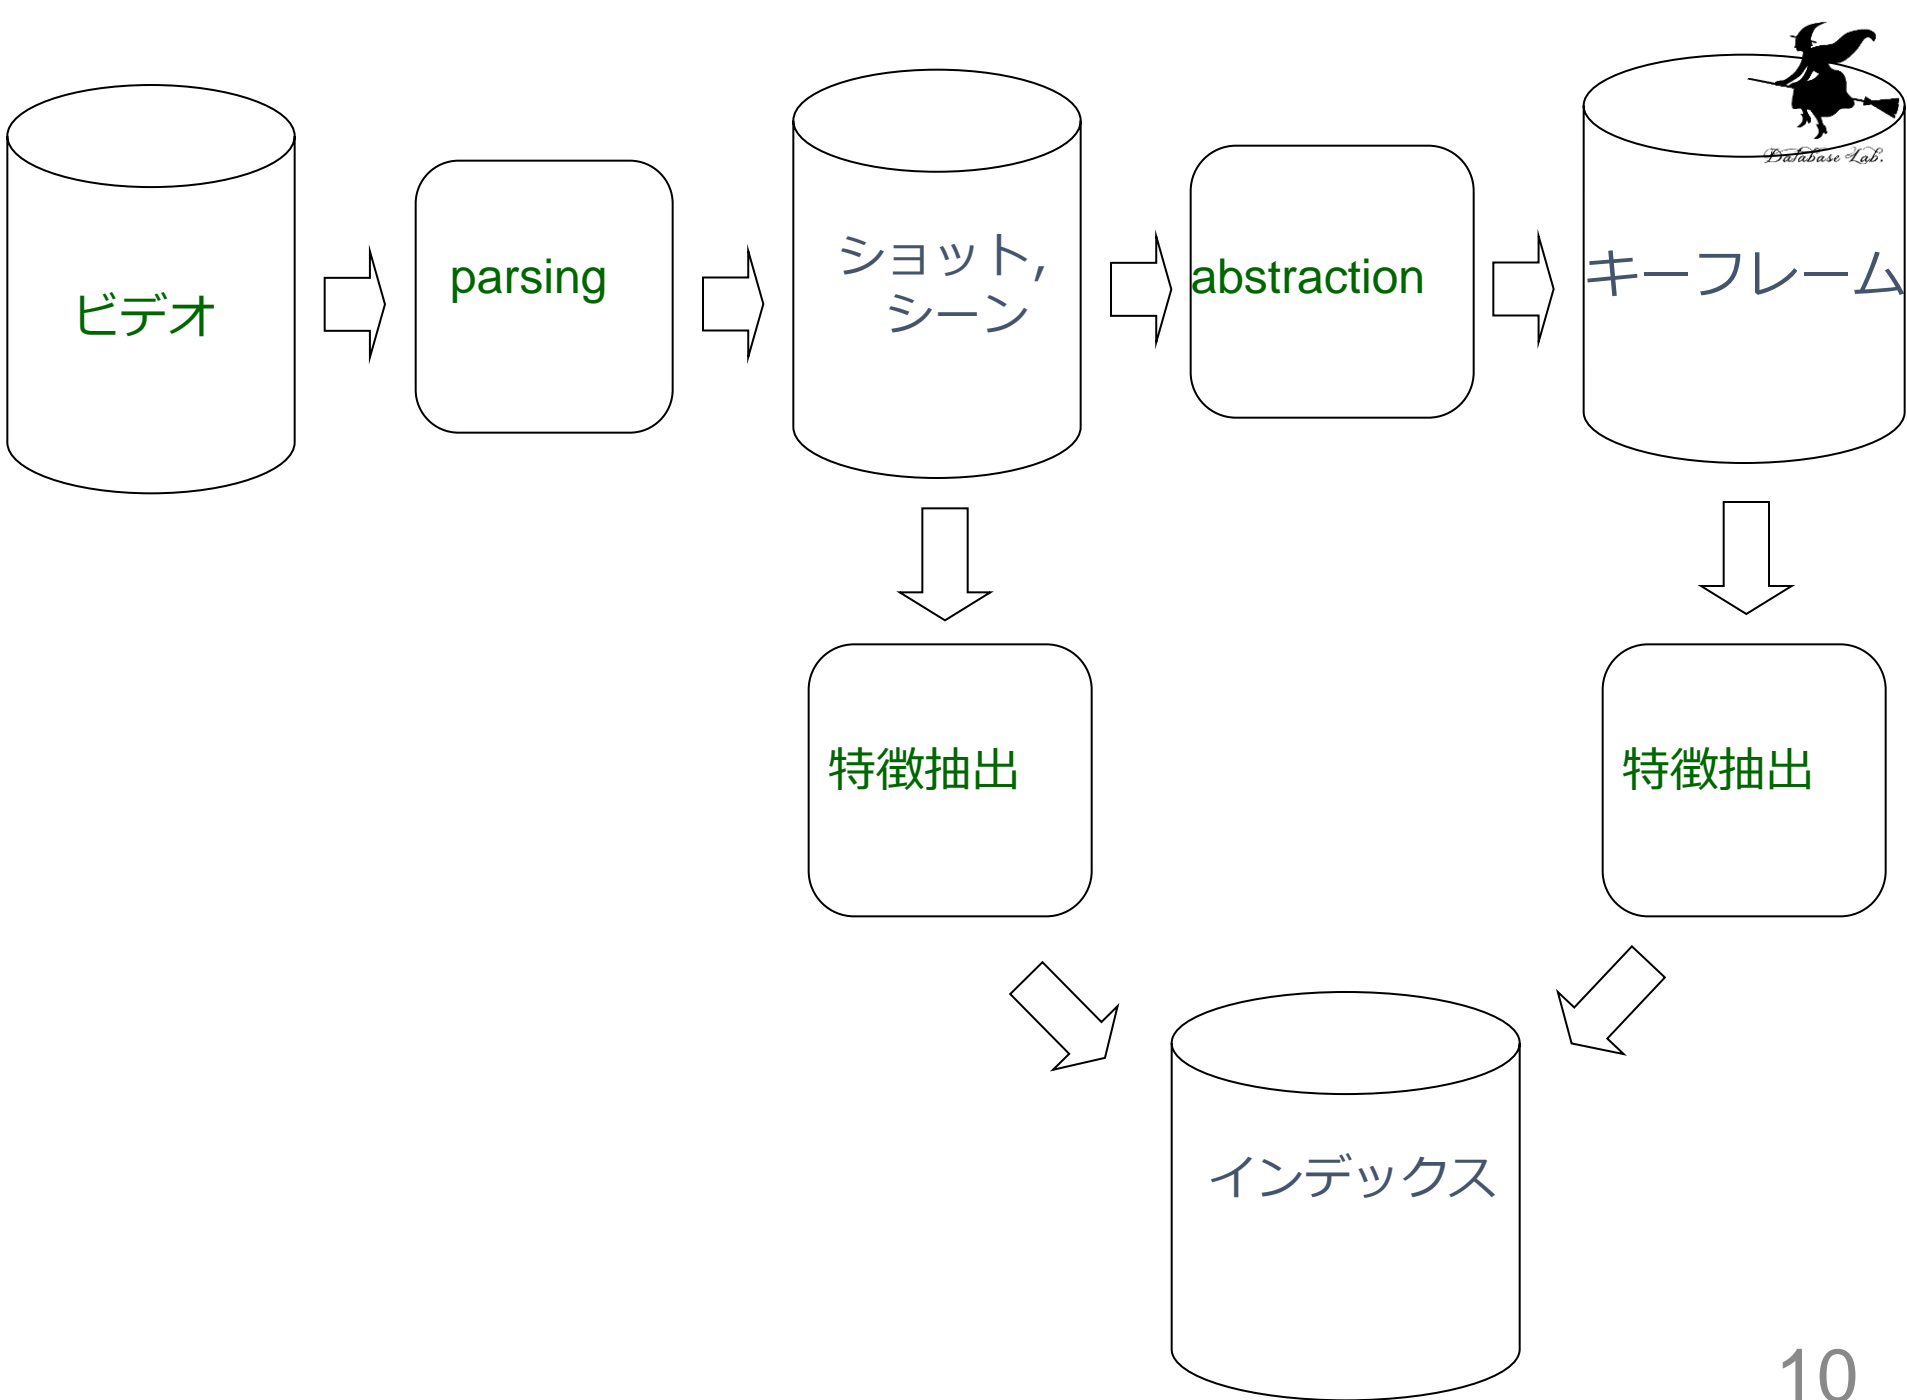 Database Lab.
ビデオ
parsing
ショット,
シーン
abstraction
キーフレーム
特徴抽出
特徴抽出
インデックス
10